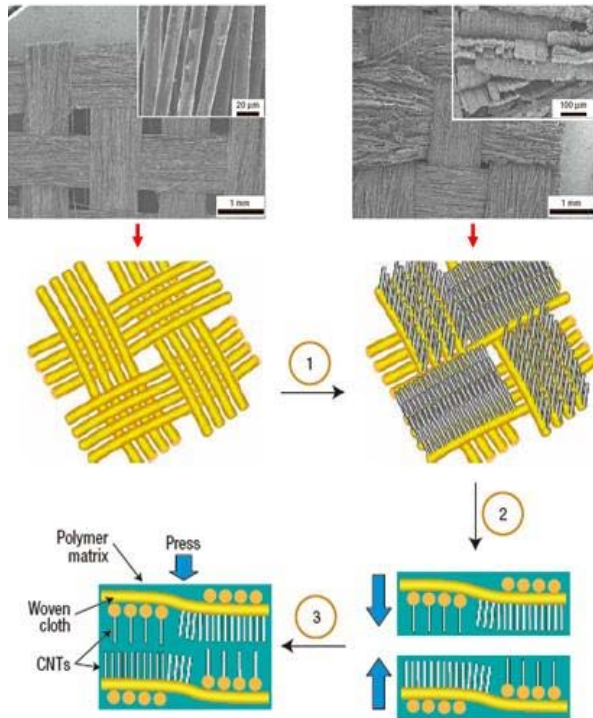 20 µm
1 mm
100 µm
1 mm
1
2
Polymer
matrix
Press
Woven
cloth
3
CNTs